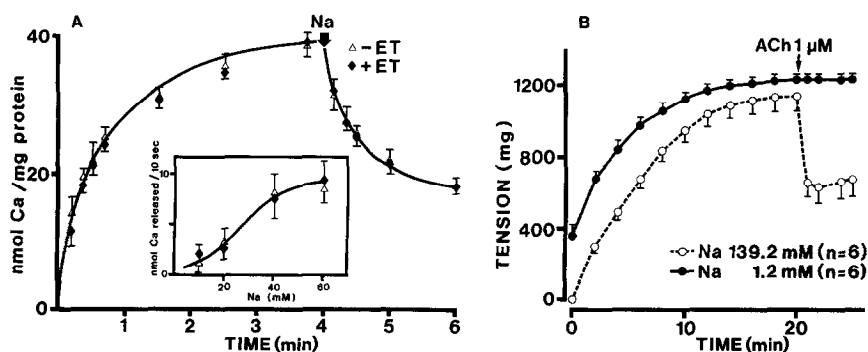 A
Na
40
20
0
nmol Ca/mg protein
△ −ET
◆ +ET
nmol Ca released/10 sec
10
0
20
40
60
Na (mM)
1
2
3
4
5
6
TIME(min)
B
ACh 1 μM
1200
800
400
0
TENSION (mg)
Na 139.2 mM (n=6)
Na 1.2 mM (n=6)
0
10
20
TIME(min)